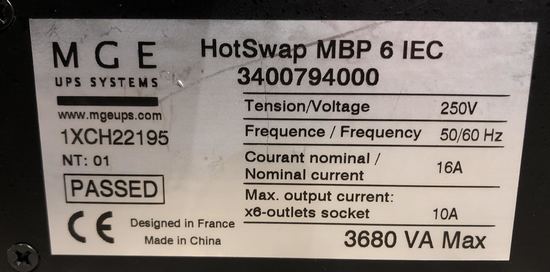 MGE
UPS SYSTEMS
www.mgeups.com
1XCH22195
NT: 01
PASSED
CE
Designed in France
Made in China
HotSwap MBP 6 IEC
3400794000
Tension/Voltage 250V
Frequence / Frequency 50/60 Hz
Courant nominal /
Nominal current 16A
Max. output current:
x6-outlets socket 10A
3680 VA Max